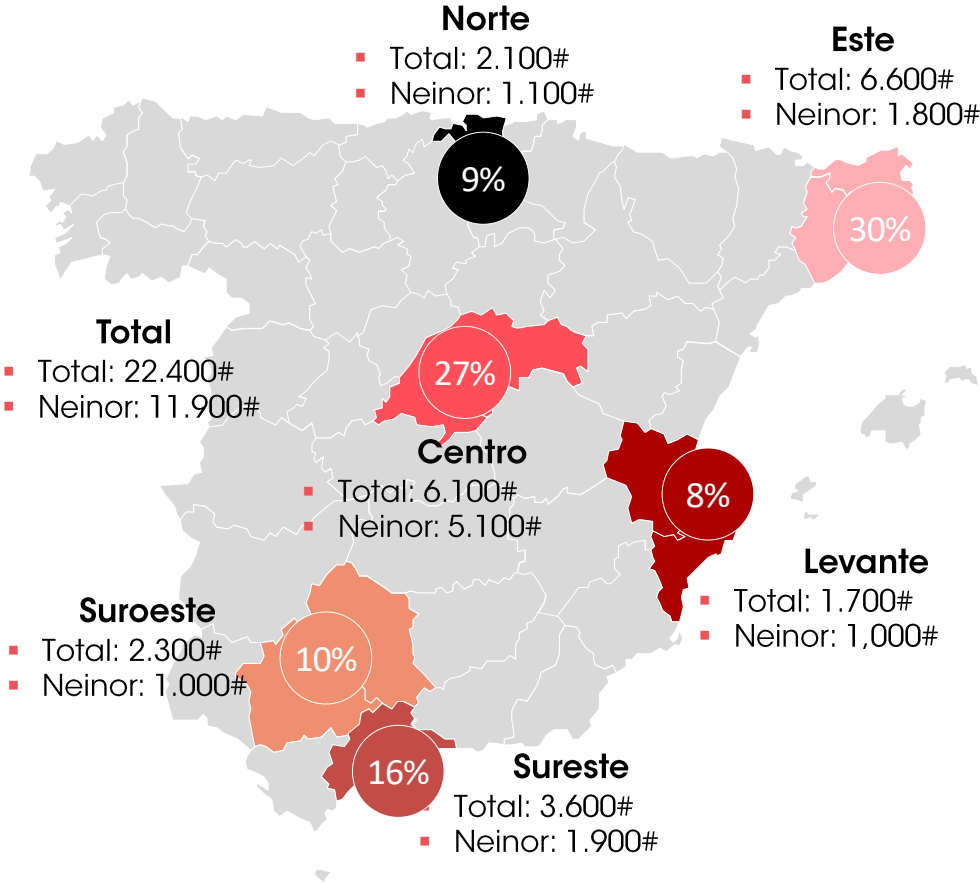 Norte
▪ Total: 2.100#
▪ Neinor: 1.100#
9%
Este
▪ Total: 6.600#
▪ Neinor: 1.800#
30%
Total
▪ Total: 22.400#
▪ Neinor: 11.900#
27%
Centro
▪ Total: 6.100#
▪ Neinor: 5.100#
8%
Levante
▪ Total: 1.700#
▪ Neinor: 1,000#
Suroeste
▪ Total: 2.300#
▪ Neinor: 1.000#
10%
16%
Sureste
▪ Total: 3.600#
▪ Neinor: 1.900#